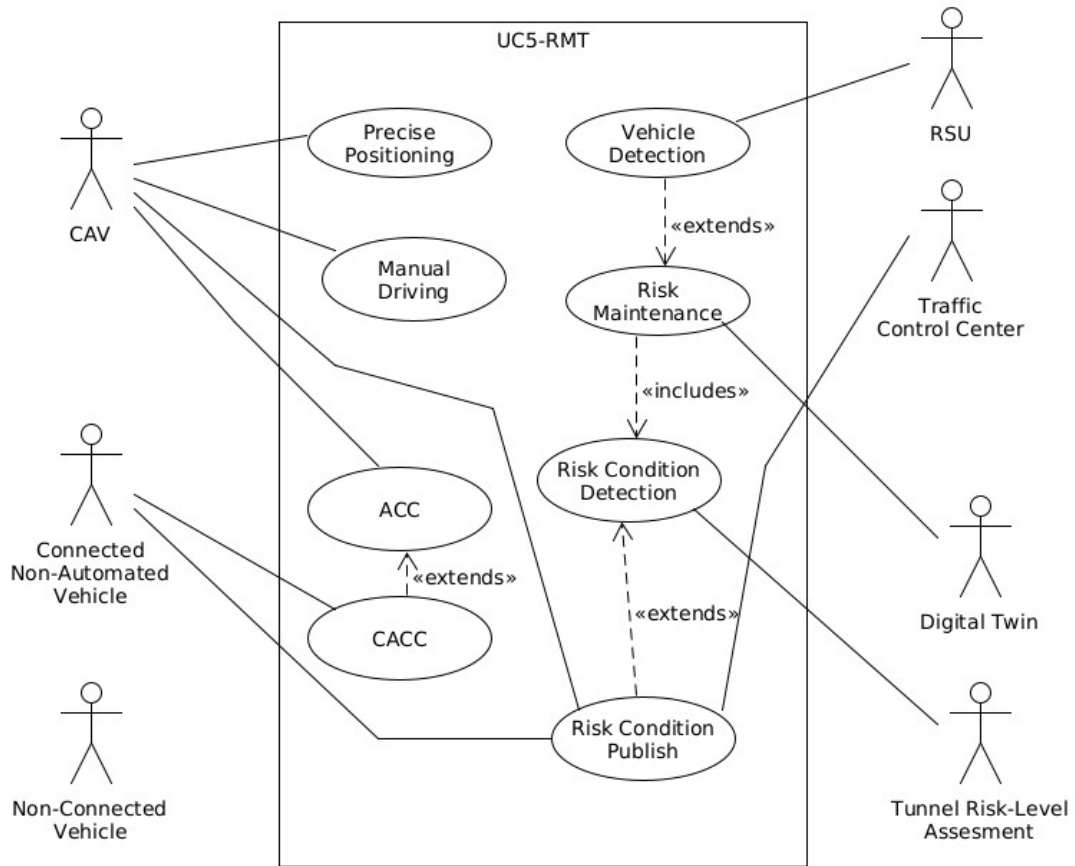 UC5-RMT
RSU
Precise
Positioning
Vehicle
Detection
CAV
«extends»
Manual
Driving
Risk
Maintenance
Traffic
Control Center
«includes»
Risk Condition
Detection
ACC
Connected
Non-Automated
Vehicle
«extends»
«extends»
CACC
Digital Twin
Risk Condition
Publish
Non-Connected
Vehicle
Tunnel Risk-Level
Assesment